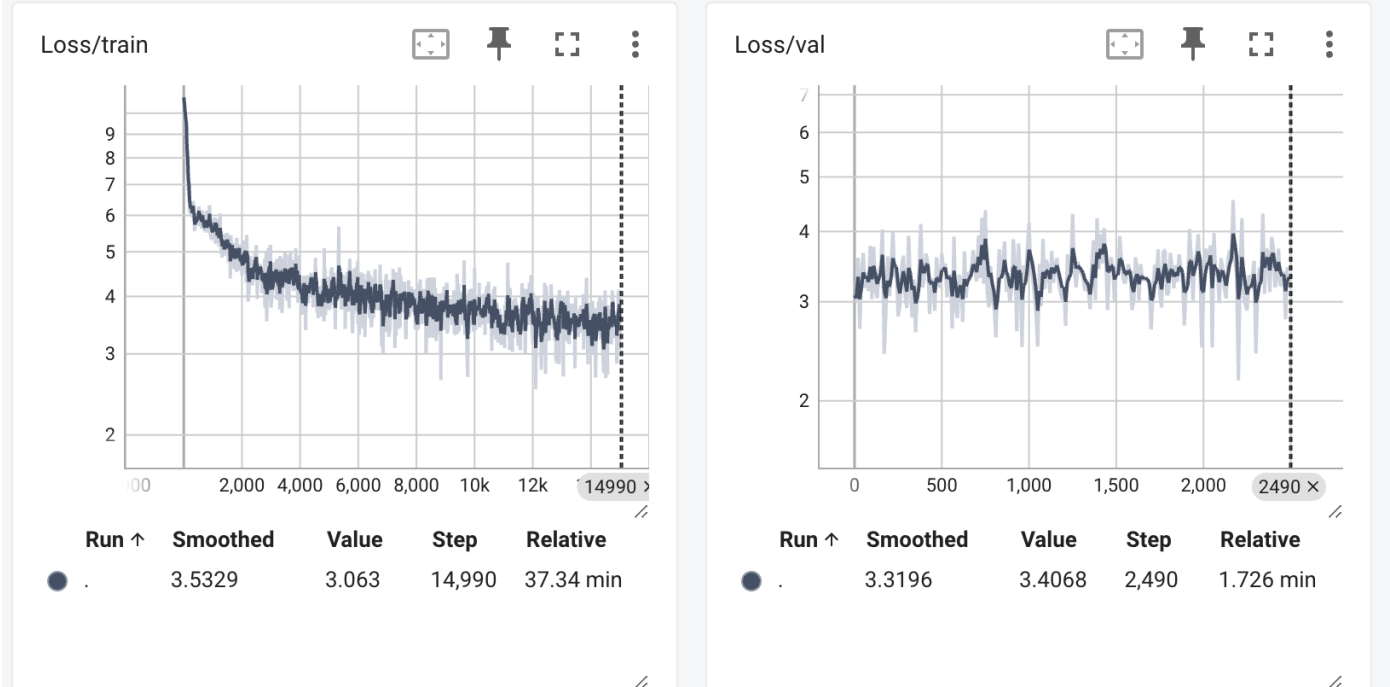 Loss/train
9
8
7
6
5
4
3
2
00 2,000 4,000 6,000 8,000 10k 12k 14990 ×
Run ↑ Smoothed Value Step Relative
. 3.5329 3.063 14,990 37.34 min
Loss/val
7
6
5
4
3
2
0 500 1,000 1,500 2,000 2490 ×
Run ↑ Smoothed Value Step Relative
. 3.3196 3.4068 2,490 1.726 min